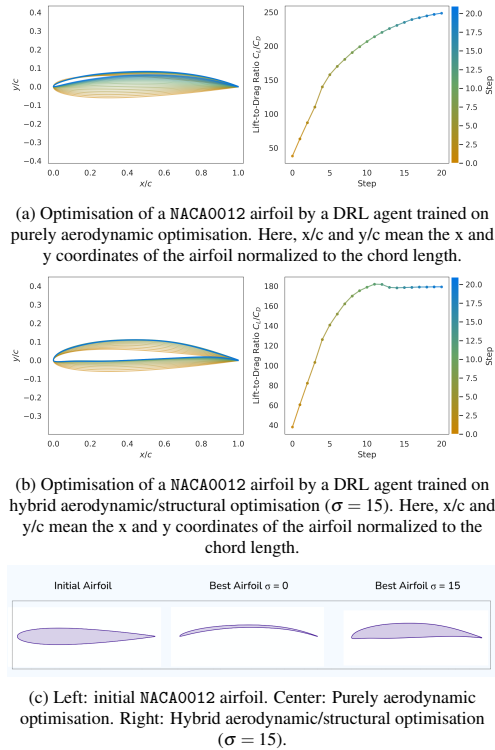 0.4
0.3
0.2
0.1
0.0
−0.1
−0.2
−0.3
−0.4
y/c
0.0 0.2 0.4 0.6 0.8 1.0
x/c
250
200
150
100
50
Lift-to-Drag Ratio C_L/C_D
0 5 10 15 20
Step
20.0
17.5
15.0
12.5
10.0
7.5
5.0
2.5
0.0
Step
(a) Optimisation of a NACA0012 airfoil by a DRL agent trained on
purely aerodynamic optimisation. Here, x/c and y/c mean the x and
y coordinates of the airfoil normalized to the chord length.
0.4
0.3
0.2
0.1
0.0
−0.1
−0.2
−0.3
y/c
0.0 0.2 0.4 0.6 0.8 1.0
x/c
180
160
140
120
100
80
60
40
Lift-to-Drag Ratio C_L/C_D
0 5 10 15 20
Step
20.0
17.5
15.0
12.5
10.0
7.5
5.0
2.5
0.0
Step
(b) Optimisation of a NACA0012 airfoil by a DRL agent trained on
hybrid aerodynamic/structural optimisation (σ = 15). Here, x/c and
y/c mean the x and y coordinates of the airfoil normalized to the
chord length.
Initial Airfoil
Best Airfoil σ = 0
Best Airfoil σ = 15
(c) Left: initial NACA0012 airfoil. Center: Purely aerodynamic
optimisation. Right: Hybrid aerodynamic/structural optimisation
(σ = 15).